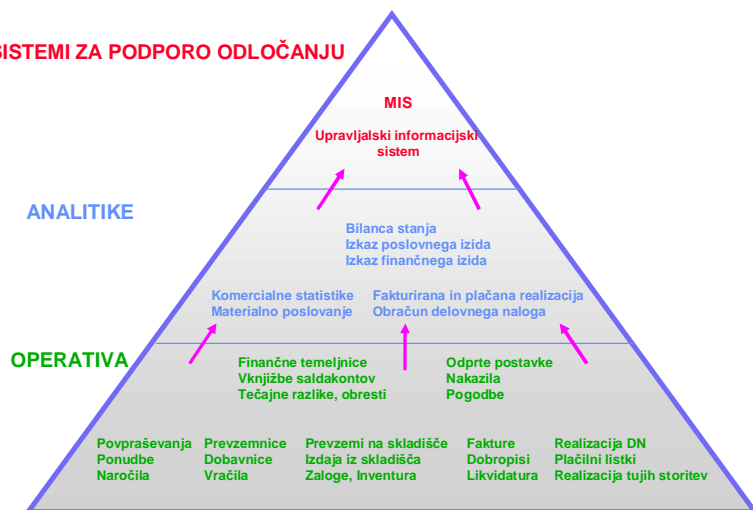 SISTEMI ZA PODPORO ODLOČANJU
MIS
Upravljalski informacijski
sistem
ANALITIKE
Bilanca stanja
Izkaz poslovnega izida
Izkaz finančnega izida
Komercialne statistike
Materialno poslovanje
Fakturirana in plačana realizacija
Obračun delovnega naloga
OPERATIVA
Finančne temeljnice
Vknjižbe saldakontov
Tečajne razlike, obresti
Odprte postavke
Nakazila
Pogodbe
Povpraševanja
Ponudbe
Naročila
Prevzemnice
Dobavnice
Vračila
Prevzemi na skladišče
Izdaja iz skladišča
Zaloge, Inventura
Fakture
Dobropisi
Likvidatura
Realizacija DN
Plačilni listki
Realizacija tujih storitev